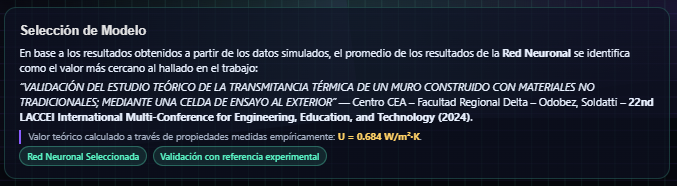 Selección de Modelo
En base a los resultados obtenidos a partir de los datos simulados, el promedio de los resultados de la Red Neuronal se identifica
como el valor más cercano al hallado en el trabajo:
"VALIDACIÓN DEL ESTUDIO TEÓRICO DE LA TRANSMITANCIA TÉRMICA DE UN MURO CONSTRUIDO CON MATERIALES NO
TRADICIONALES; MEDIANTE UNA CELDA DE ENSAYO AL EXTERIOR" — Centro CEA – Facultad Regional Delta – Odobez, Soldatti – 22nd
LACCEI International Multi-Conference for Engineering, Education, and Technology (2024).
Valor teórico calculado a través de propiedades medidas empíricamente: U = 0.684 W/m²·K.
Red Neuronal Seleccionada Validación con referencia experimental